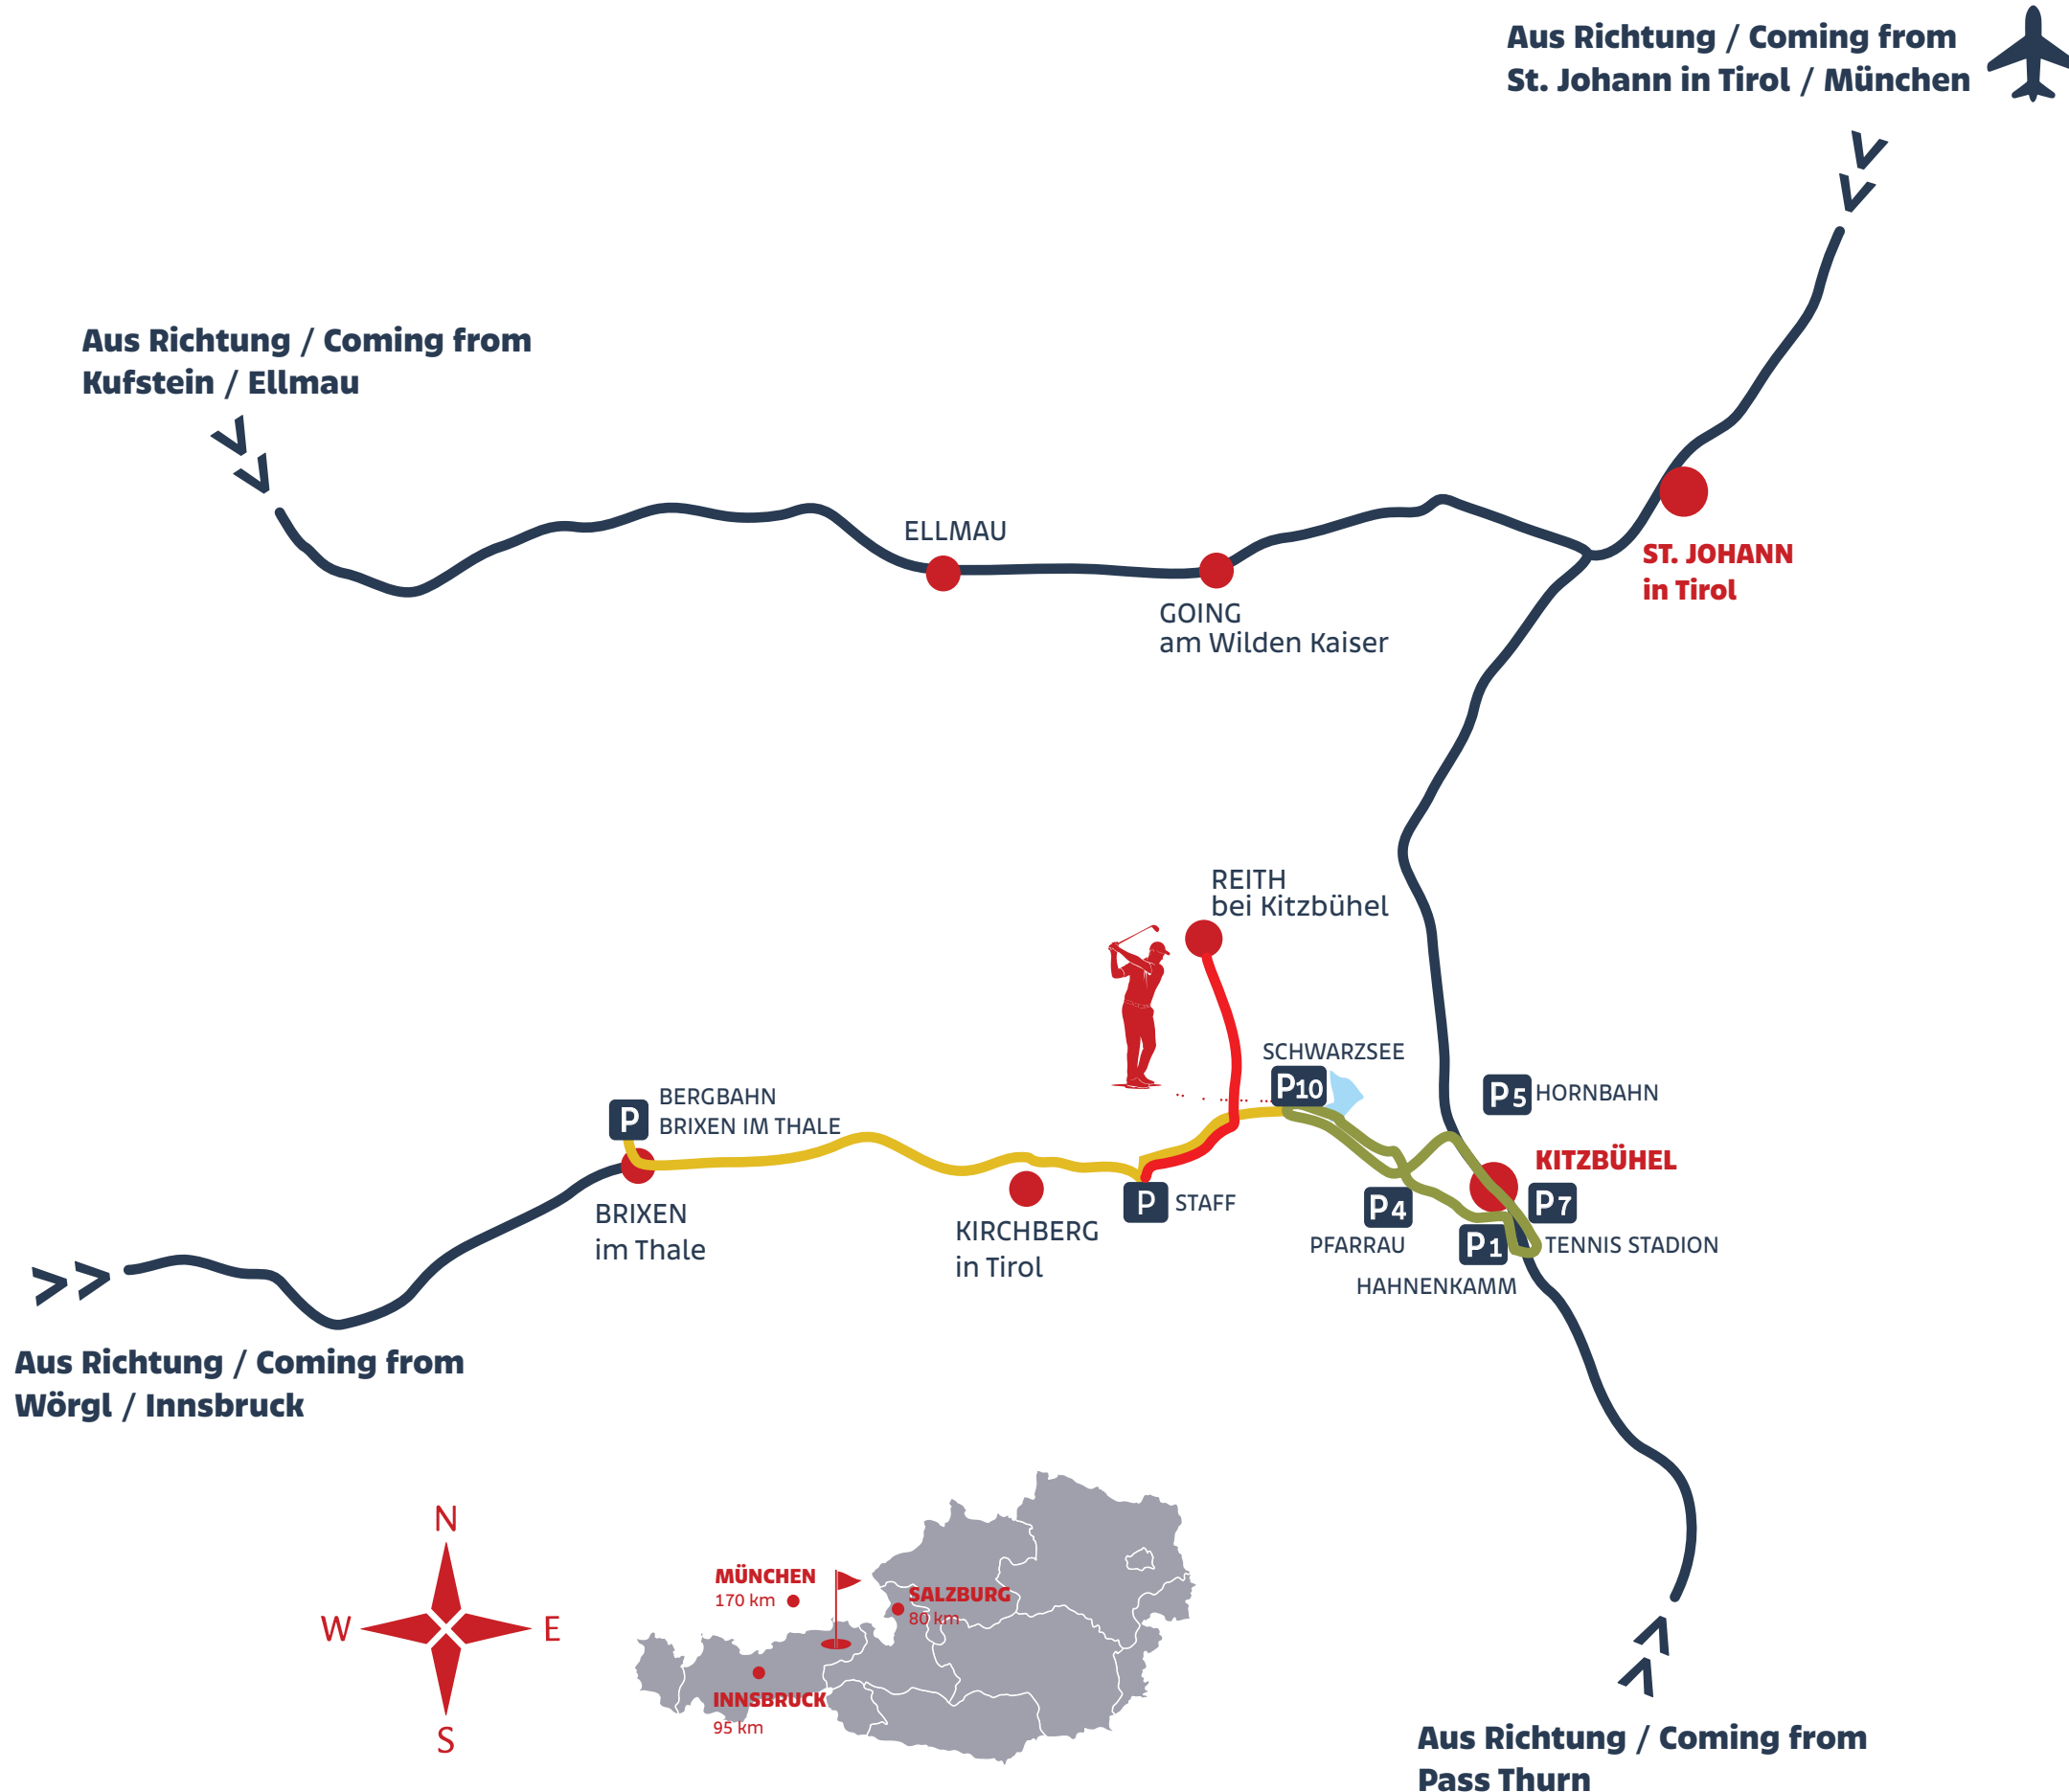 Aus Richtung / Coming from
St. Johann in Tirol / München
Aus Richtung / Coming from
Kufstein / Ellmau
ELLMAU
GOING
am Wilden Kaiser
ST. JOHANN
in Tirol
REITH
bei Kitzbühel
SCHWARZSEE
P10
P5 HORNBAHN
BERGBAHN
P
BRIXEN IM THALE
KITZBÜHEL
BRIXEN
im Thale
KIRCHBERG
in Tirol
P STAFF
P4
PFARRAU
P7
TENNIS STADION
P1
HAHNENKAMM
Aus Richtung / Coming from
Wörgl / Innsbruck
N
W
E
S
MÜNCHEN
170 km
SALZBURG
80 km
INNSBRUCK
95 km
Aus Richtung / Coming from
Pass Thurn